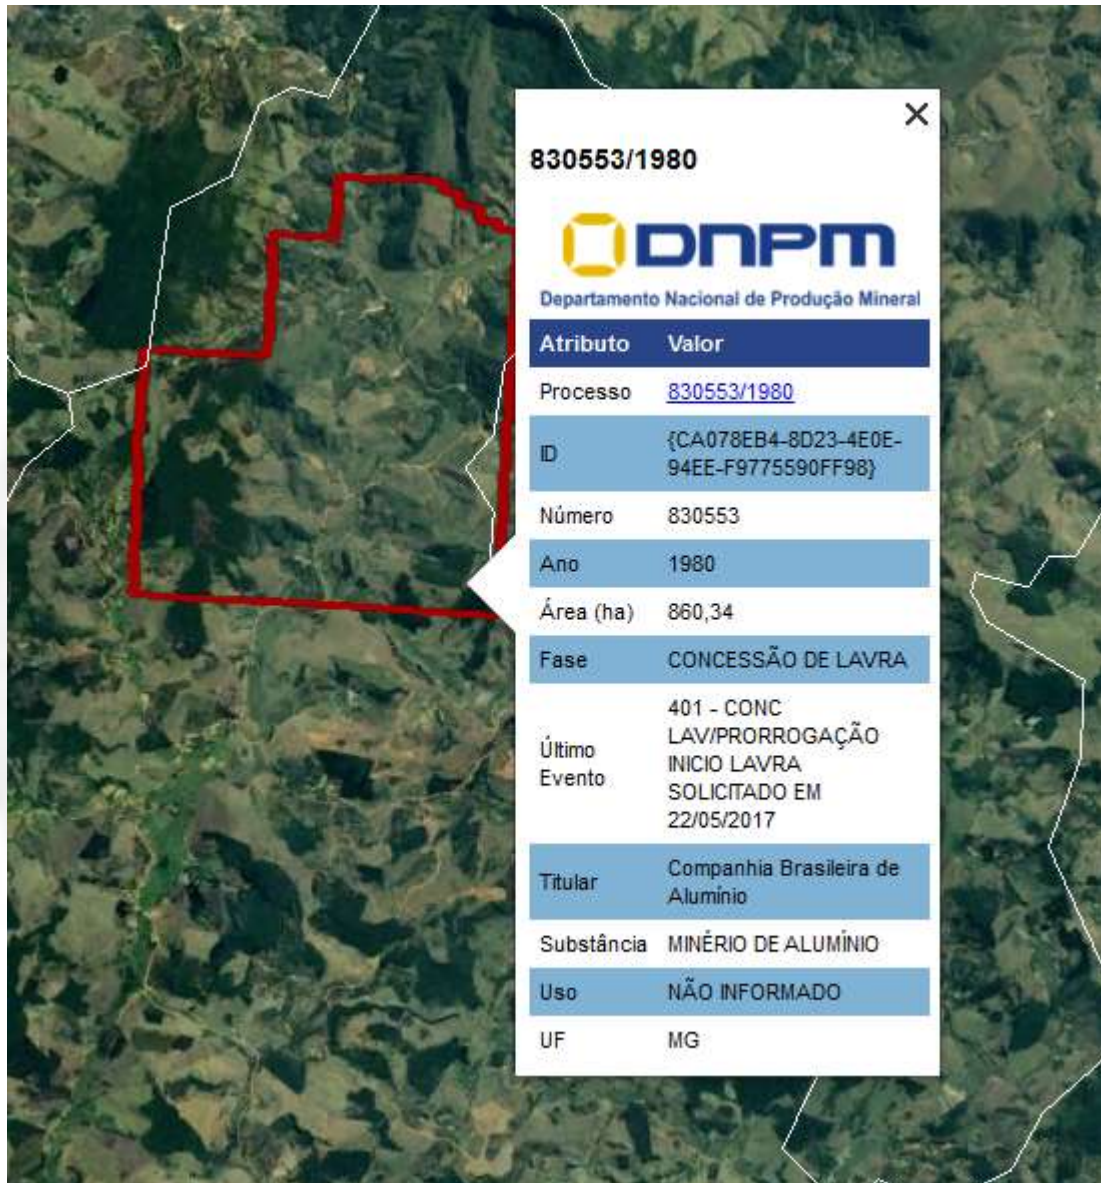 830553/1980
DNPM
Departamento Nacional de Produção Mineral
Atributo Valor
Processo 830553/1980
ID {CA078EB4-8D23-4E0E-
94EE-F9775590FF98}
Número 830553
Ano 1980
Área (ha) 860,34
Fase CONCESSÃO DE LAVRA
Último
Evento
401 - CONC
LAV/PRORROGAÇÃO
INICIO LAVRA
SOLICITADO EM
22/05/2017
Titular
Companhia Brasileira de
Alumínio
Substância MINÉRIO DE ALUMÍNIO
Uso NÃO INFORMADO
UF MG